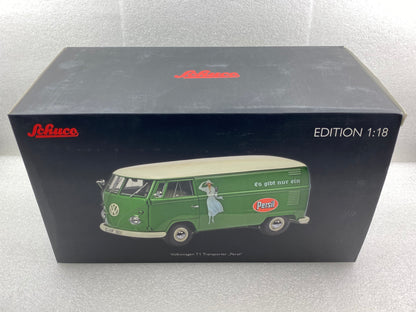 Schuco
Schuco
EDITION 1:18
Es gibt nur ein
Persil
Volkswagen T1 Transporter „Persil"